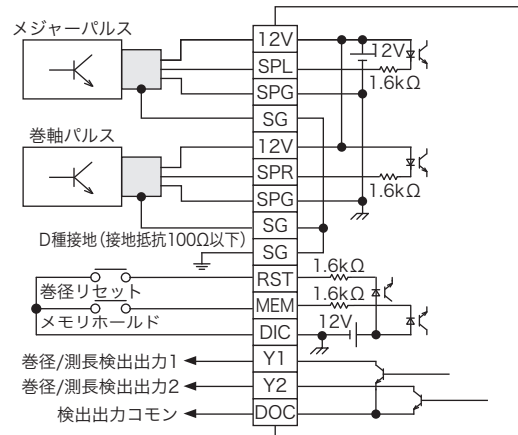 メジャーパルス
12V
12V
SPL
1.6kΩ
SPG
SG
巻軸パルス
12V
SPR
1.6kΩ
SPG
SG
D種接地(接地抵抗100Ω以下)
SG
RST
1.6kΩ
巻径リセット
MEM
1.6kΩ
メモリホールド
DIC
12V
巻径/測長検出出力1
Y1
巻径/測長検出出力2
Y2
検出出力コモン
DOC